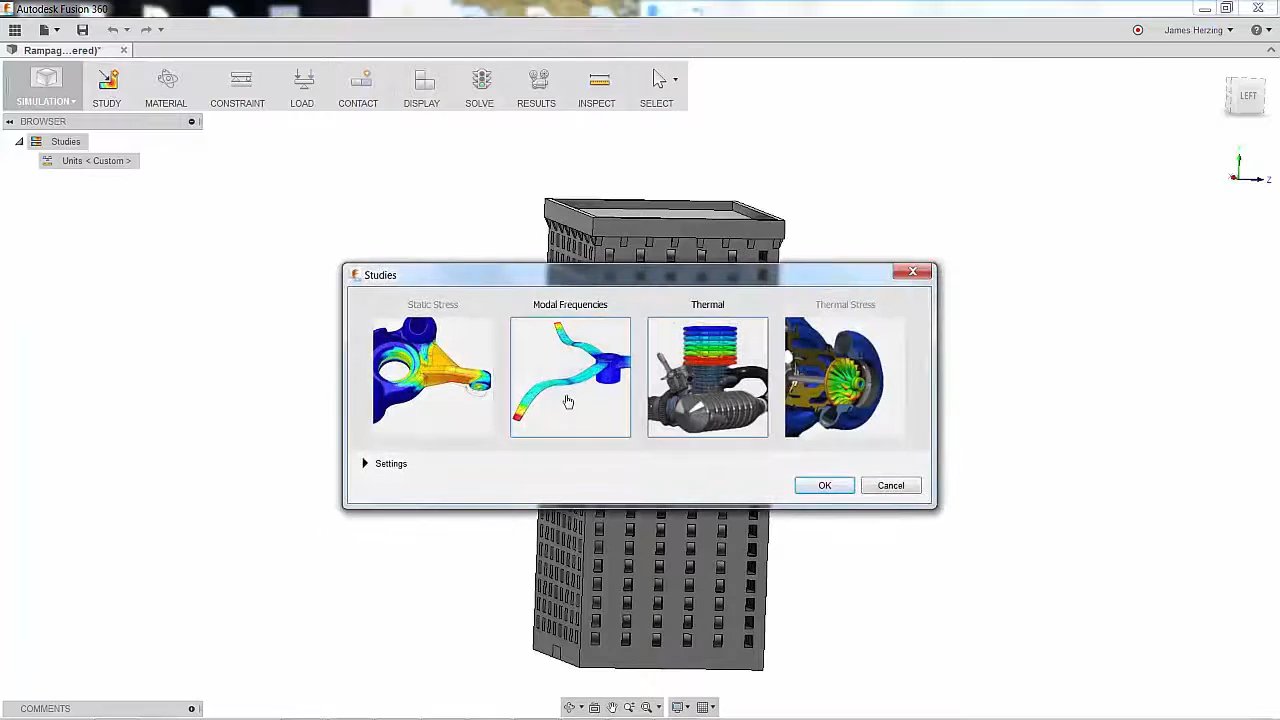 Autodesk Fusion 360
James Herzing
Rampag...ered)*
SIMULATION
STUDY
MATERIAL
CONSTRAINT
LOAD
CONTACT
DISPLAY
SOLVE
RESULTS
INSPECT
SELECT
LEFT
BROWSER
Studies
Units < Custom >
Z
Studies
Static Stress
Modal Frequencies
Thermal
Thermal Stress
Settings
OK
Cancel
COMMENTS